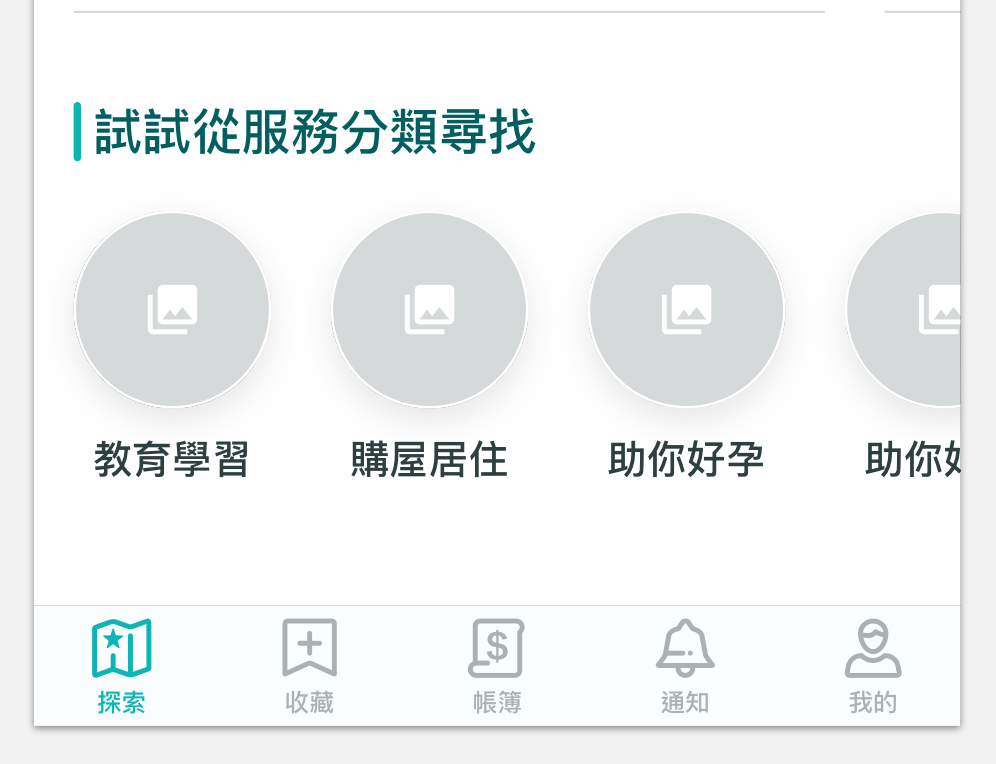 試試從服務分類尋找
教育學習 購屋居住 助你好孕 助你
探索 收藏 帳簿 通知 我的